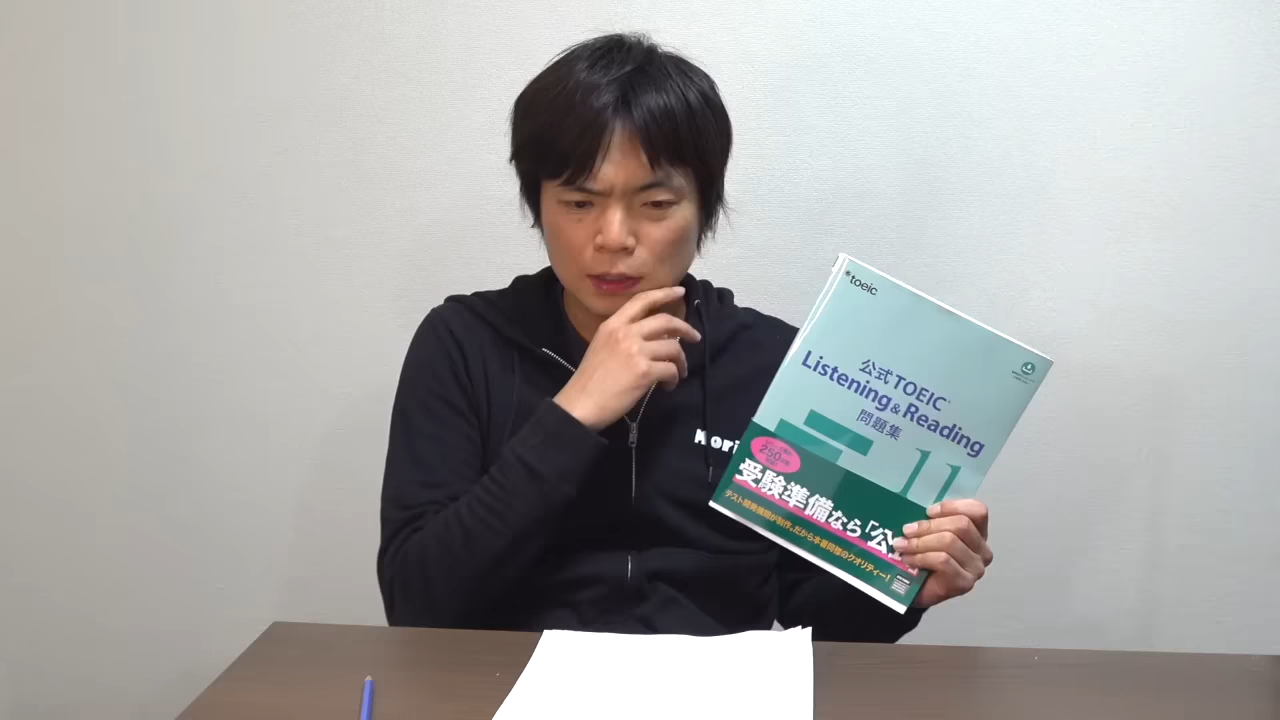 toeic
公式TOEIC
Listening & Reading
問題集
11
250
受験準備なら「公
テスト開発機関が制作。だから本番同様のクオリティー!